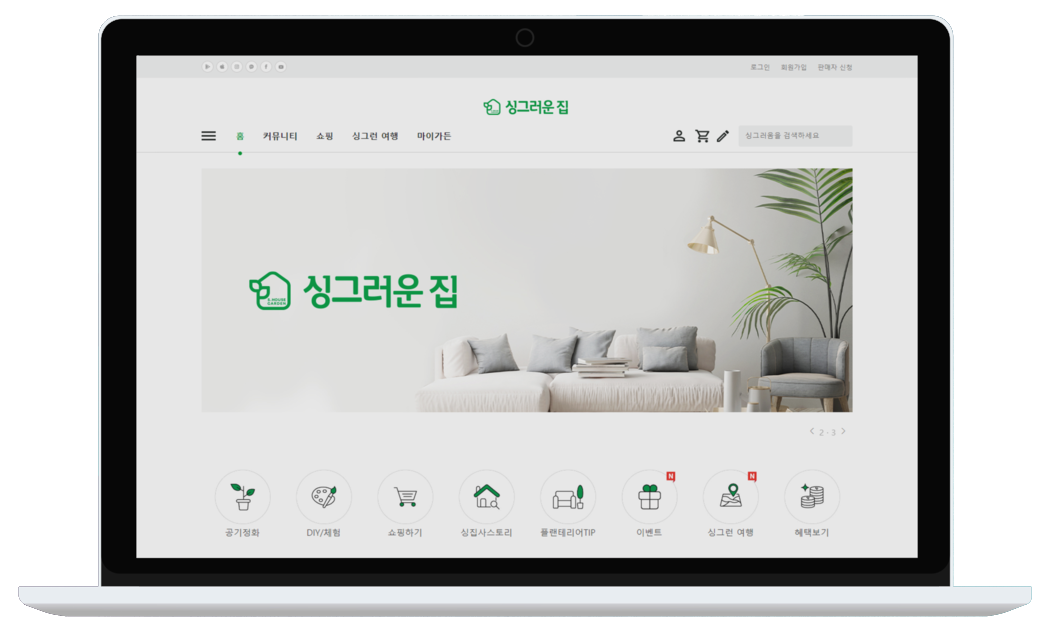 로그인 회원가입 판매자 신청
싱그러운 집
홈 커뮤니티 쇼핑 싱그런 여행 마이가든
싱그러움을 검색하세요
싱그러운 집
GARDEN
2 - 3
N N
공기정화 DIY/체험 쇼핑하기 싱집사스토리 플랜테리어TIP 이벤트 싱그런 여행 혜택보기